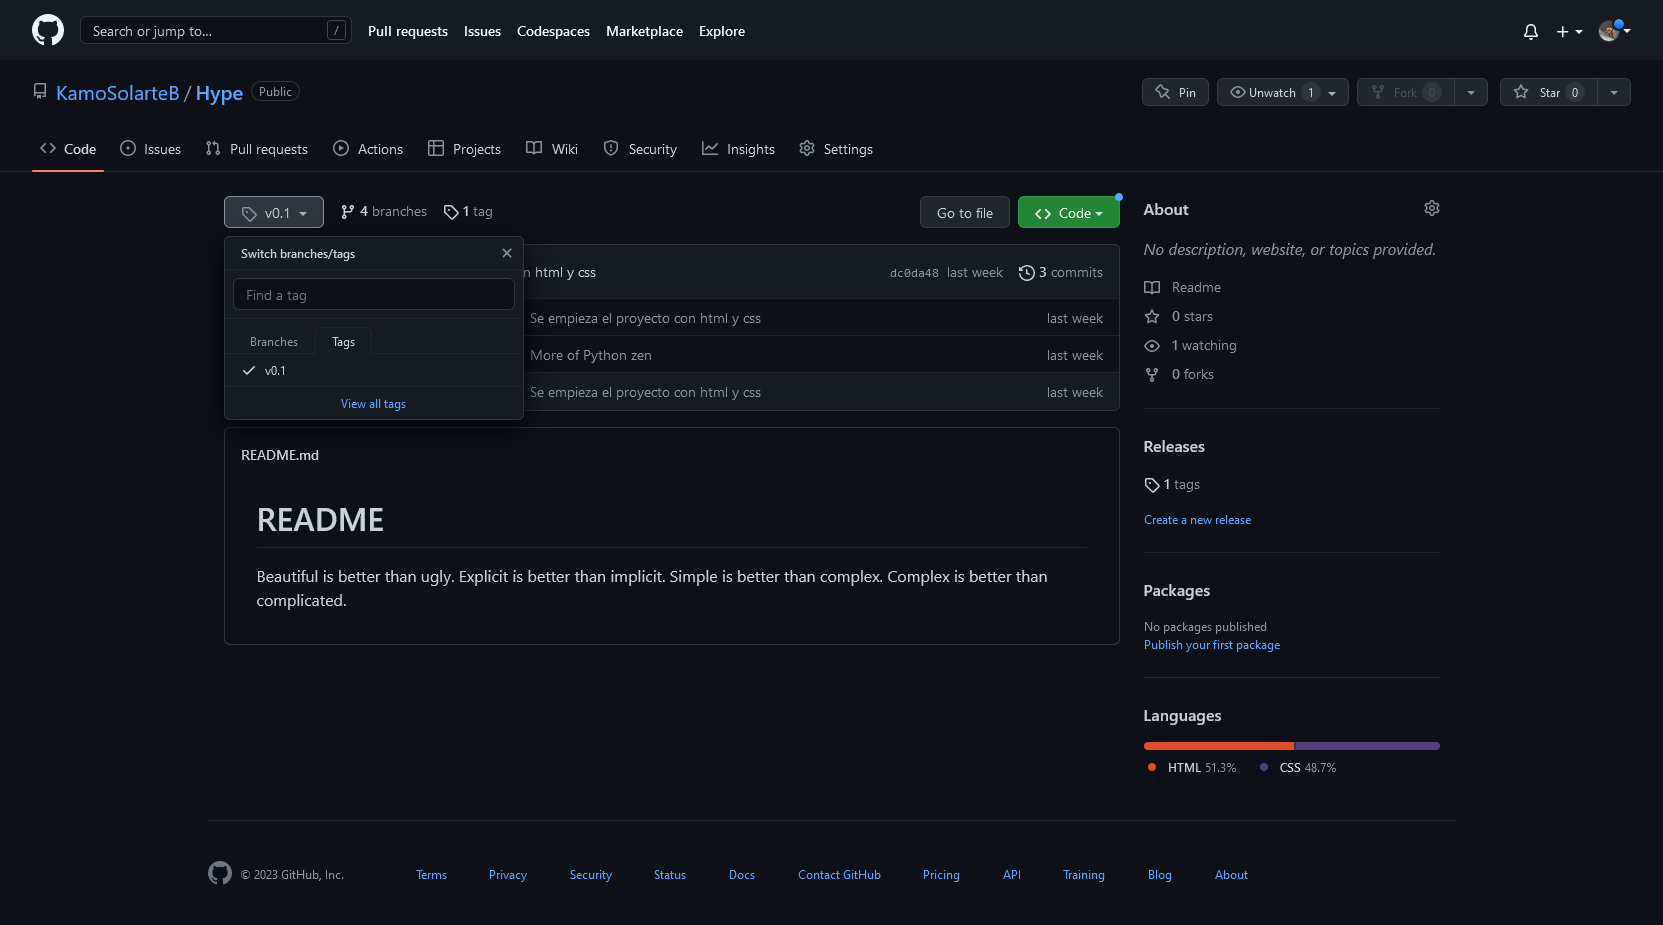 Search or jump to... /
Pull requests Issues Codespaces Marketplace Explore
KamoSolarteB / Hype Public
Pin Unwatch 1 Fork 0 Star 0
Code Issues Pull requests Actions Projects Wiki Security Insights Settings
v0.1 4 branches 1 tag Go to file Code
Switch branches/tags
Find a tag
Branches Tags
v0.1
View all tags
n html y css dc0da48 last week 3 commits
Se empieza el proyecto con html y css last week
More of Python zen last week
Se empieza el proyecto con html y css last week
README.md
README
Beautiful is better than ugly. Explicit is better than implicit. Simple is better than complex. Complex is better than
complicated.
About
No description, website, or topics provided.
Readme
0 stars
1 watching
0 forks
Releases
1 tags
Create a new release
Packages
No packages published
Publish your first package
Languages
HTML 51.3% CSS 48.7%
© 2023 GitHub, Inc. Terms Privacy Security Status Docs Contact GitHub Pricing API Training Blog About